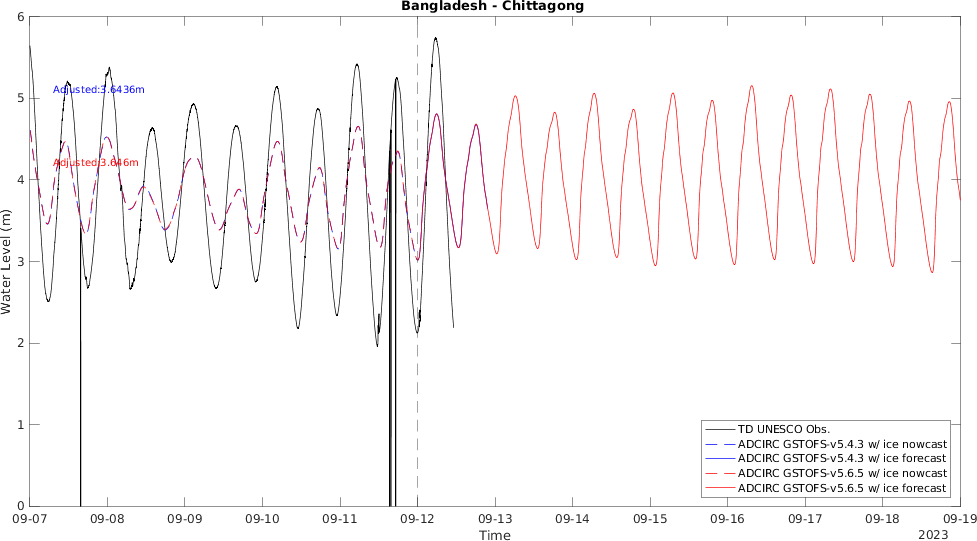 Bangladesh - Chittagong
6
5
4
3
2
1
0
Water Level (m)
Adjusted:3.6436m
Adjusted:3.646m
TD UNESCO Obs.
ADCIRC GSTOFS-v5.4.3 w/ ice nowcast
ADCIRC GSTOFS-v5.4.3 w/ ice forecast
ADCIRC GSTOFS-v5.6.5 w/ ice nowcast
ADCIRC GSTOFS-v5.6.5 w/ ice forecast
09-07 09-08 09-09 09-10 09-11 09-12 09-13 09-14 09-15 09-16 09-17 09-18 09-19
Time
2023